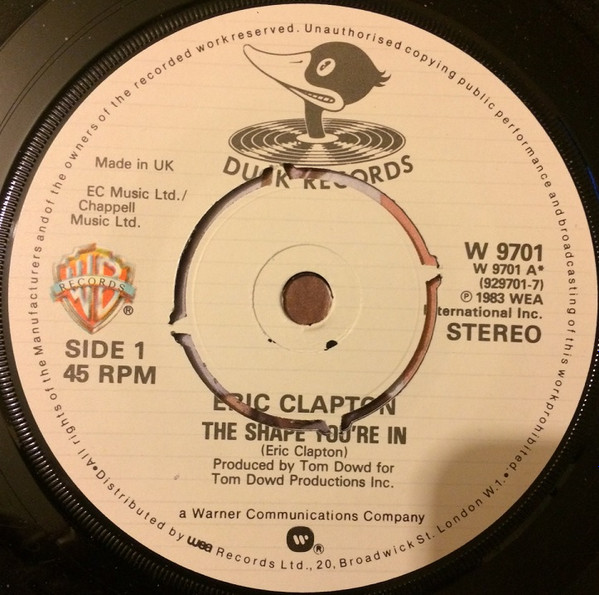 All rights of the Manufacturers and of the owners of the recorded work reserved. Unauthorised copying public performance and broadcasting of this work prohibited.
DUCK RECORDS
Made in UK
EC Music Ltd./
Chappell
Music Ltd.
WB
RECORDS
®
SIDE 1
45 RPM
W 9701
W 9701 A•
(929701-7)
℗ 1983 WEA
International Inc.
STEREO
ERIC CLAPTON
THE SHAPE YOU'RE IN
(Eric Clapton)
Produced by Tom Dowd for
Tom Dowd Productions Inc.
a Warner Communications Company
®
•Distributed by wea Records Ltd., 20, Broadwick St. London W.1.•